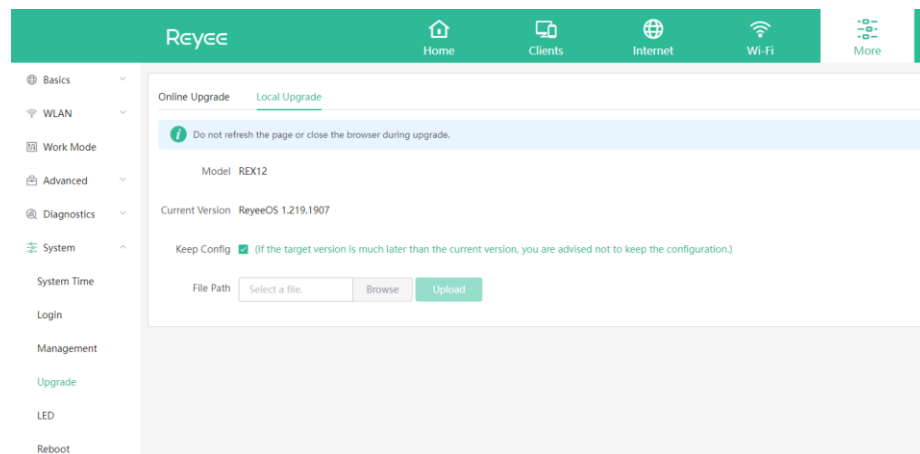 Reyee
Home
Clients
Internet
Wi-Fi
More
Basics
WLAN
Work Mode
Advanced
Diagnostics
System
System Time
Login
Management
Upgrade
LED
Reboot
Online Upgrade Local Upgrade
Do not refresh the page or close the browser during upgrade.
Model REX12
Current Version ReyeeOS 1.219.1907
Keep Config (If the target version is much later than the current version, you are advised not to keep the configuration.)
File Path Select a file. Browse Upload